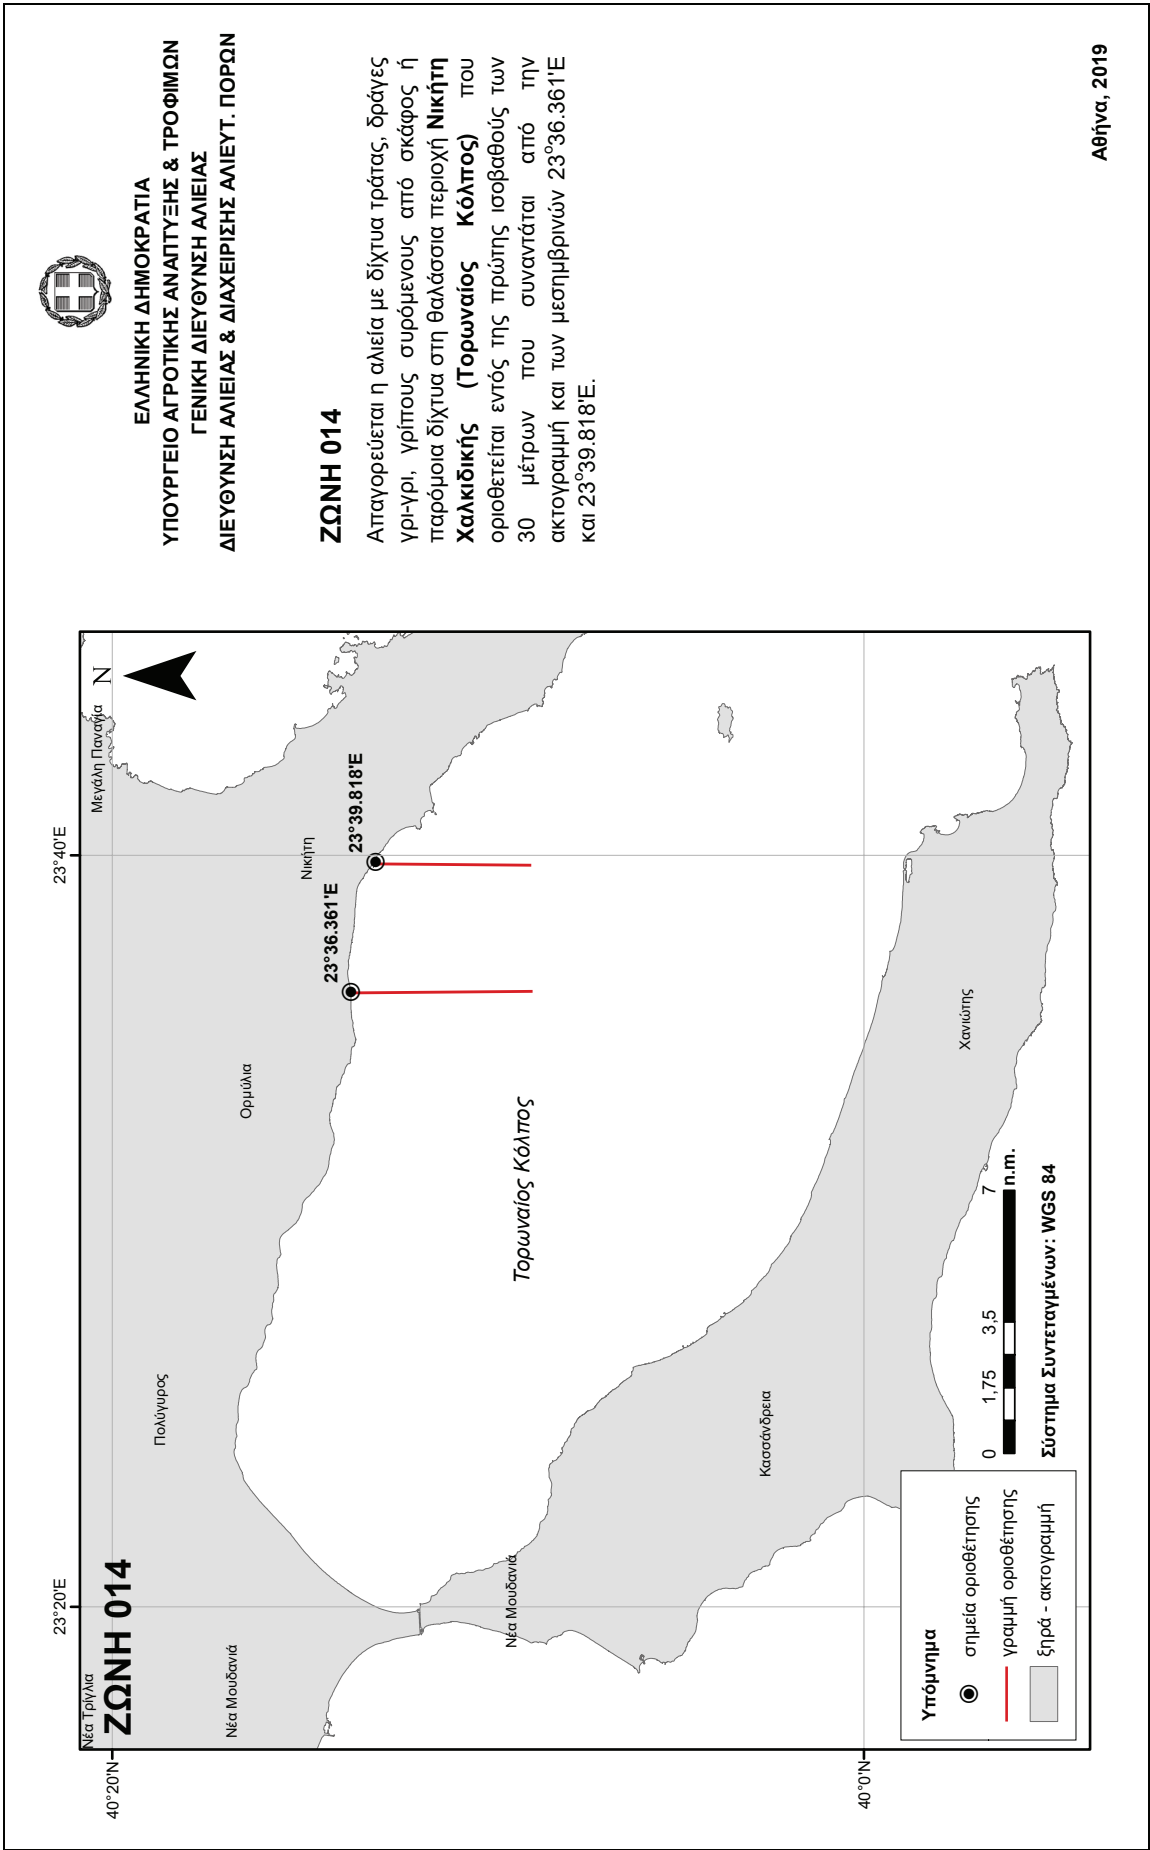 ΕΛΛΗΝΙΚΗ ΔΗΜΟΚΡΑΤΙΑ
ΥΠΟΥΡΓΕΙΟ ΑΓΡΟΤΙΚΗΣ ΑΝΑΠΤΥΞΗΣ & ΤΡΟΦΙΜΩΝ
ΓΕΝΙΚΗ ΔΙΕΥΘΥΝΣΗ ΑΛΙΕΙΑΣ
ΔΙΕΥΘΥΝΣΗ ΑΛΙΕΙΑΣ & ΔΙΑΧΕΙΡΙΣΗΣ ΑΛΙΕΥΤ. ΠΟΡΩΝ
ΖΩΝΗ 014
Απαγορεύεται η αλιεία με δίχτυα τράτας, δράγες
γρι-γρι, γρίπους συρόμενους από σκάφος ή
παρόμοια δίχτυα στη θαλάσσια περιοχή Νικήτη
Χαλκιδικής (Τορωναίος Κόλπος) που
οριοθετείται εντός της πρώτης ισοβαθούς των
30 μέτρων που συναντάται από την
ακτογραμμή και των μεσημβρινών 23°36.361'Ε
και 23°39.818'Ε.
Αθήνα, 2019
23°20'E
23°40'E
40°20'N
40°0'N
Νέα Τρίγλια
ΖΩΝΗ 014
Μεγάλη Παναγία
N
Πολύγυρος
Νέα Μουδανιά
Ορμύλια
Νικήτη
23°36.361'E
23°39.818'E
Τορωναίος Κόλπος
Νέα Μουδανιά
Κασσάνδρεια
Χανιώτης
Υπόμνημα
σημεία οριοθέτησης
γραμμή οριοθέτησης
ξηρά - ακτογραμμή
0 1,75 3,5 7
n.m.
Σύστημα Συντεταγμένων: WGS 84